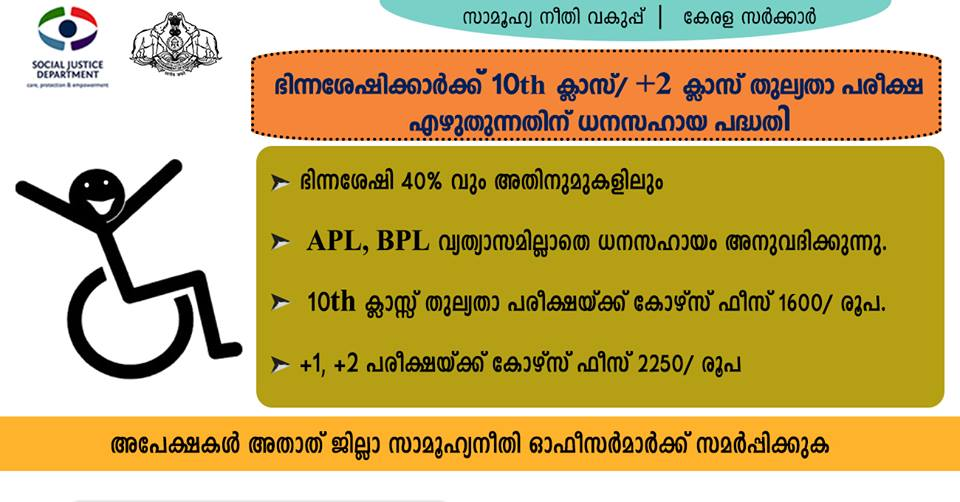 സാമൂഹ്യ നീതി വകുപ്പ് | കേരള സർക്കാർ
SOCIAL JUSTICE
DEPARTMENT
care, protection & empowerment
ഭിന്നശേഷിക്കാർക്ക് 10th ക്ലാസ്/ +2 ക്ലാസ് തുല്യതാ പരീക്ഷ
എഴുതുന്നതിന് ധനസഹായ പദ്ധതി
➤ ഭിന്നശേഷി 40% വും അതിനുമുകളിലും
➤ APL, BPL വ്യത്യാസമില്ലാതെ ധനസഹായം അനുവദിക്കുന്നു.
➤ 10th ക്ലാസ്സ് തുല്യതാ പരീക്ഷയ്ക്ക് കോഴ്സ് ഫീസ് 1600/ രൂപ.
➤ +1, +2 പരീക്ഷയ്ക്ക് കോഴ്സ് ഫീസ് 2250/ രൂപ
അപേക്ഷകൾ അതാത് ജില്ലാ സാമൂഹ്യനീതി ഓഫീസർമാർക്ക് സമർപ്പിക്കുക